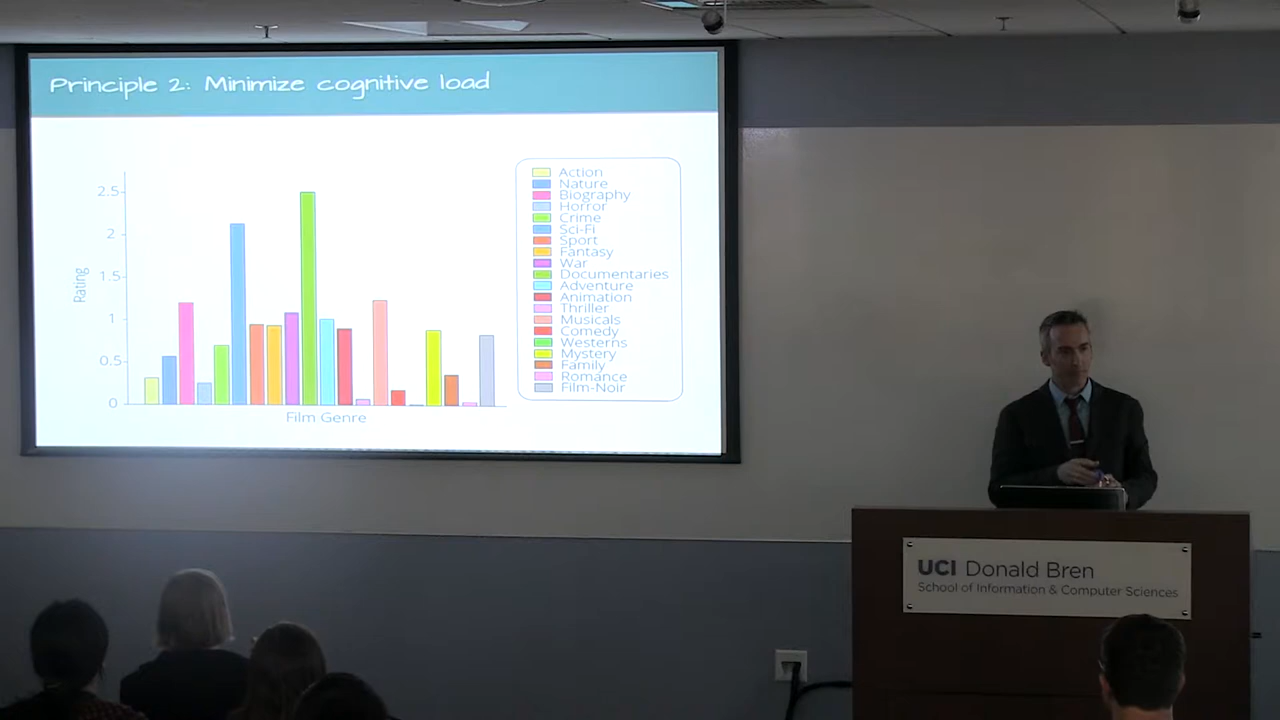 Principle 2: Minimize cognitive load
2.5
2
1.5
1
0.5
0
Rating
Film Genre
Action
Nature
Biography
Horror
Crime
Sci-Fi
Sport
Fantasy
War
Documentaries
Adventure
Animation
Thriller
Musicals
Comedy
Westerns
Mystery
Family
Romance
Film-Noir
UCI Donald Bren
School of Information & Computer Sciences